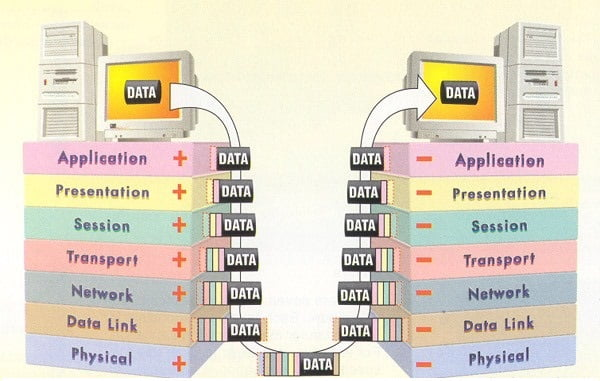 DATA DATA
Application + DATA DATA − Application
Presentation + DATA DATA − Presentation
Session + DATA DATA − Session
Transport + DATA DATA − Transport
Network + DATA DATA − Network
Data Link + DATA DATA − Data Link
Physical + DATA − Physical